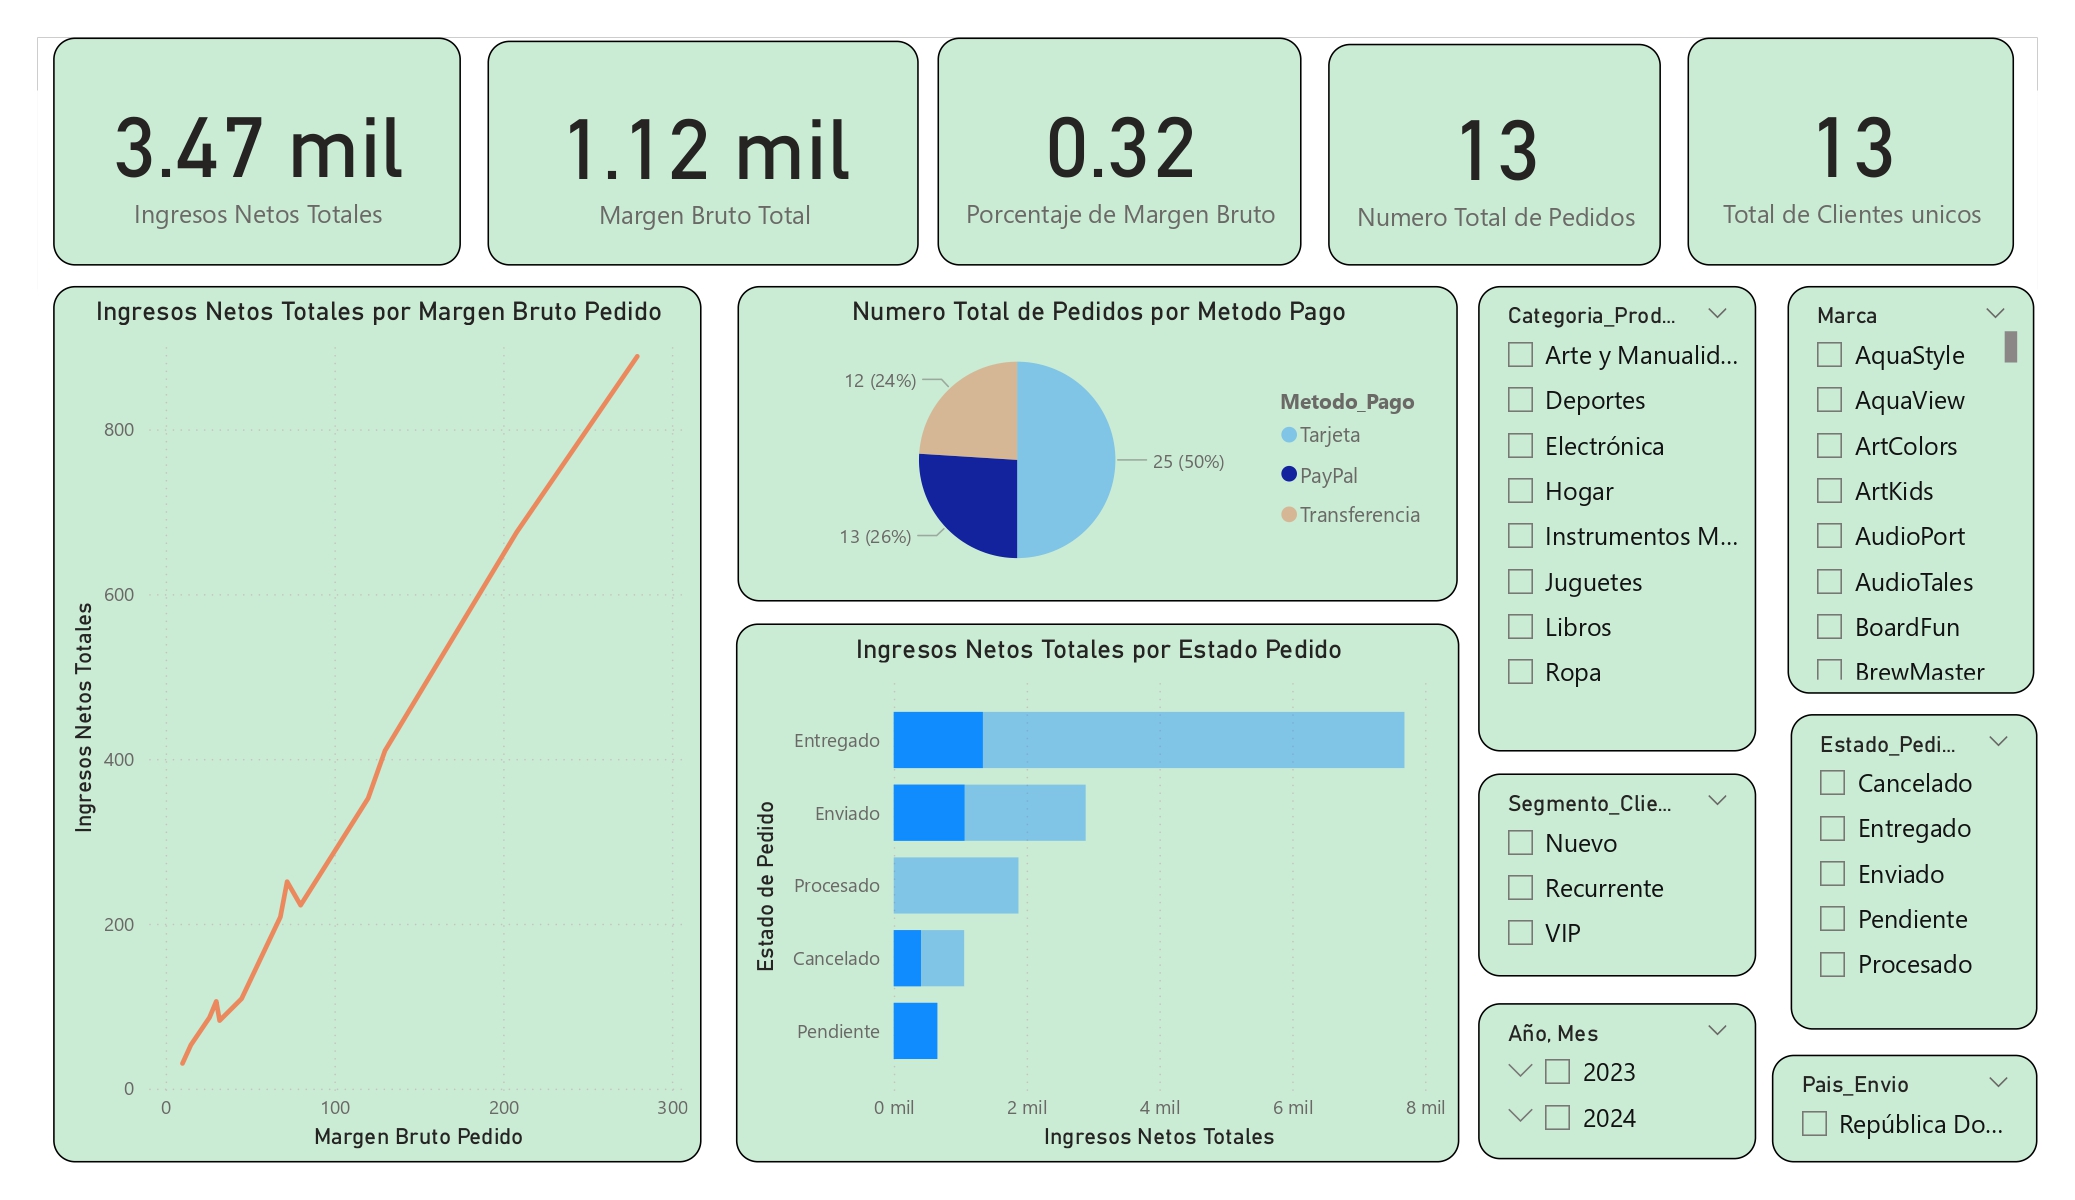 3.47 mil
Ingresos Netos Totales
1.12 mil
Margen Bruto Total
0.32
Porcentaje de Margen Bruto
13
Numero Total de Pedidos
13
Total de Clientes unicos
Ingresos Netos Totales por Margen Bruto Pedido
Ingresos Netos Totales
800
600
400
200
0
0
100
200
300
Margen Bruto Pedido
Numero Total de Pedidos por Metodo Pago
12 (24%)
13 (26%)
25 (50%)
Metodo_Pago
Tarjeta
PayPal
Transferencia
Ingresos Netos Totales por Estado Pedido
Estado de Pedido
Entregado
Enviado
Procesado
Cancelado
Pendiente
0 mil
2 mil
4 mil
6 mil
8 mil
Ingresos Netos Totales
Categoria_Prod...
Arte y Manualid...
Deportes
Electrónica
Hogar
Instrumentos M...
Juguetes
Libros
Ropa
Marca
AquaStyle
AquaView
ArtColors
ArtKids
AudioPort
AudioTales
BoardFun
BrewMaster
Segmento_Clie...
Nuevo
Recurrente
VIP
Estado_Pedi...
Cancelado
Entregado
Enviado
Pendiente
Procesado
Año, Mes
2023
2024
Pais_Envio
República Do...